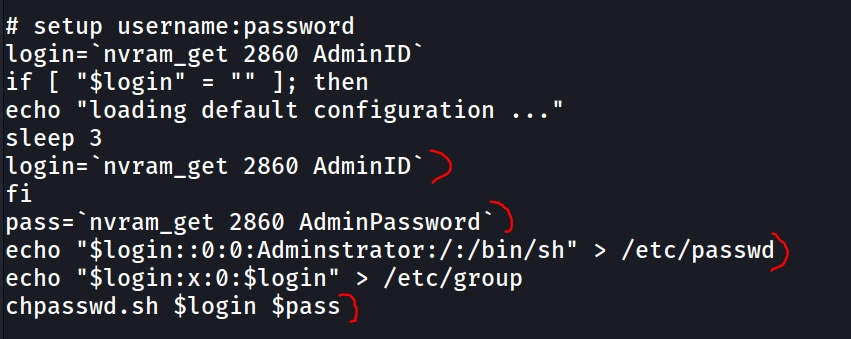 # setup username:password
login=`nvram_get 2860 AdminID`
if [ "$login" = "" ]; then
echo "loading default configuration ..."
sleep 3
login=`nvram_get 2860 AdminID`
fi
pass=`nvram_get 2860 AdminPassword`
echo "$login::0:0:Adminstrator:/:/bin/sh" > /etc/passwd
echo "$login:x:0:$login" > /etc/group
chpasswd.sh $login $pass